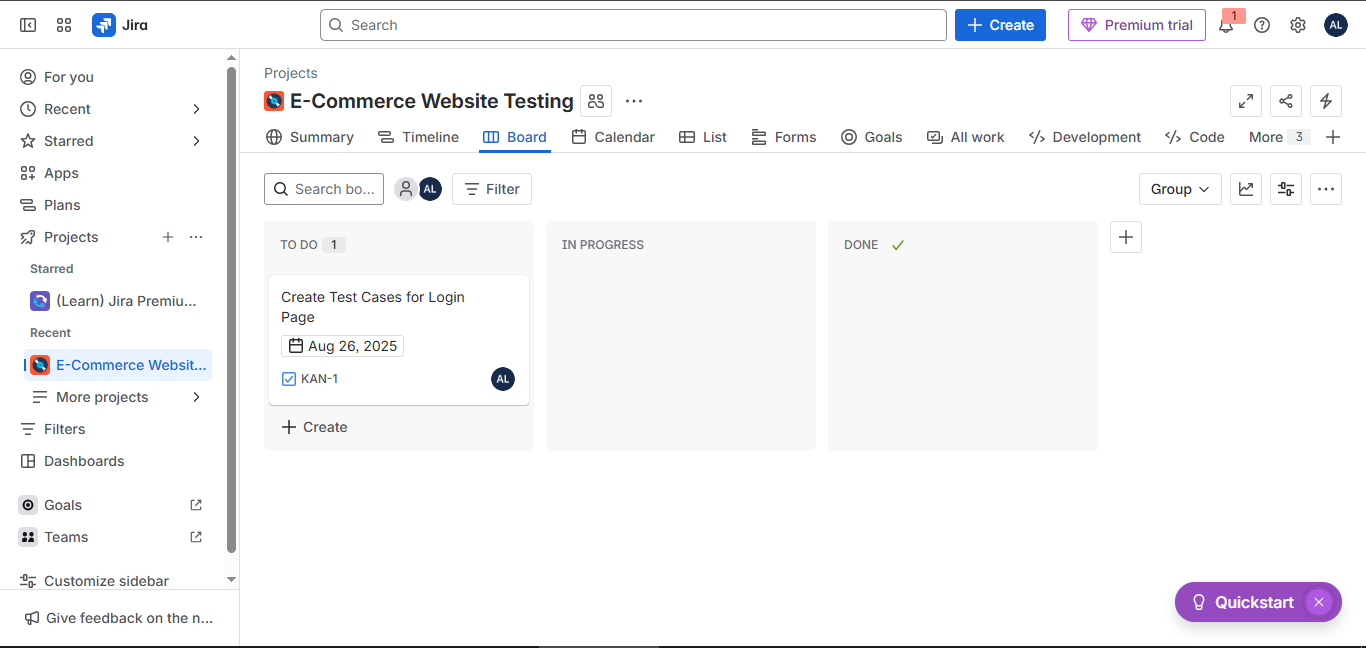 Jira
Search
Create
Premium trial
1
AL
For you
Recent
Starred
Apps
Plans
Projects
Starred
(Learn) Jira Premiu...
Recent
E-Commerce Websit...
More projects
Filters
Dashboards
Goals
Teams
Customize sidebar
Give feedback on the n...
Projects
E-Commerce Website Testing
Summary
Timeline
Board
Calendar
List
Forms
Goals
All work
Development
Code
More 3
Search bo...
AL
Filter
Group
TO DO 1
IN PROGRESS
DONE
Create Test Cases for Login
Page
Aug 26, 2025
KAN-1
AL
Create
Quickstart